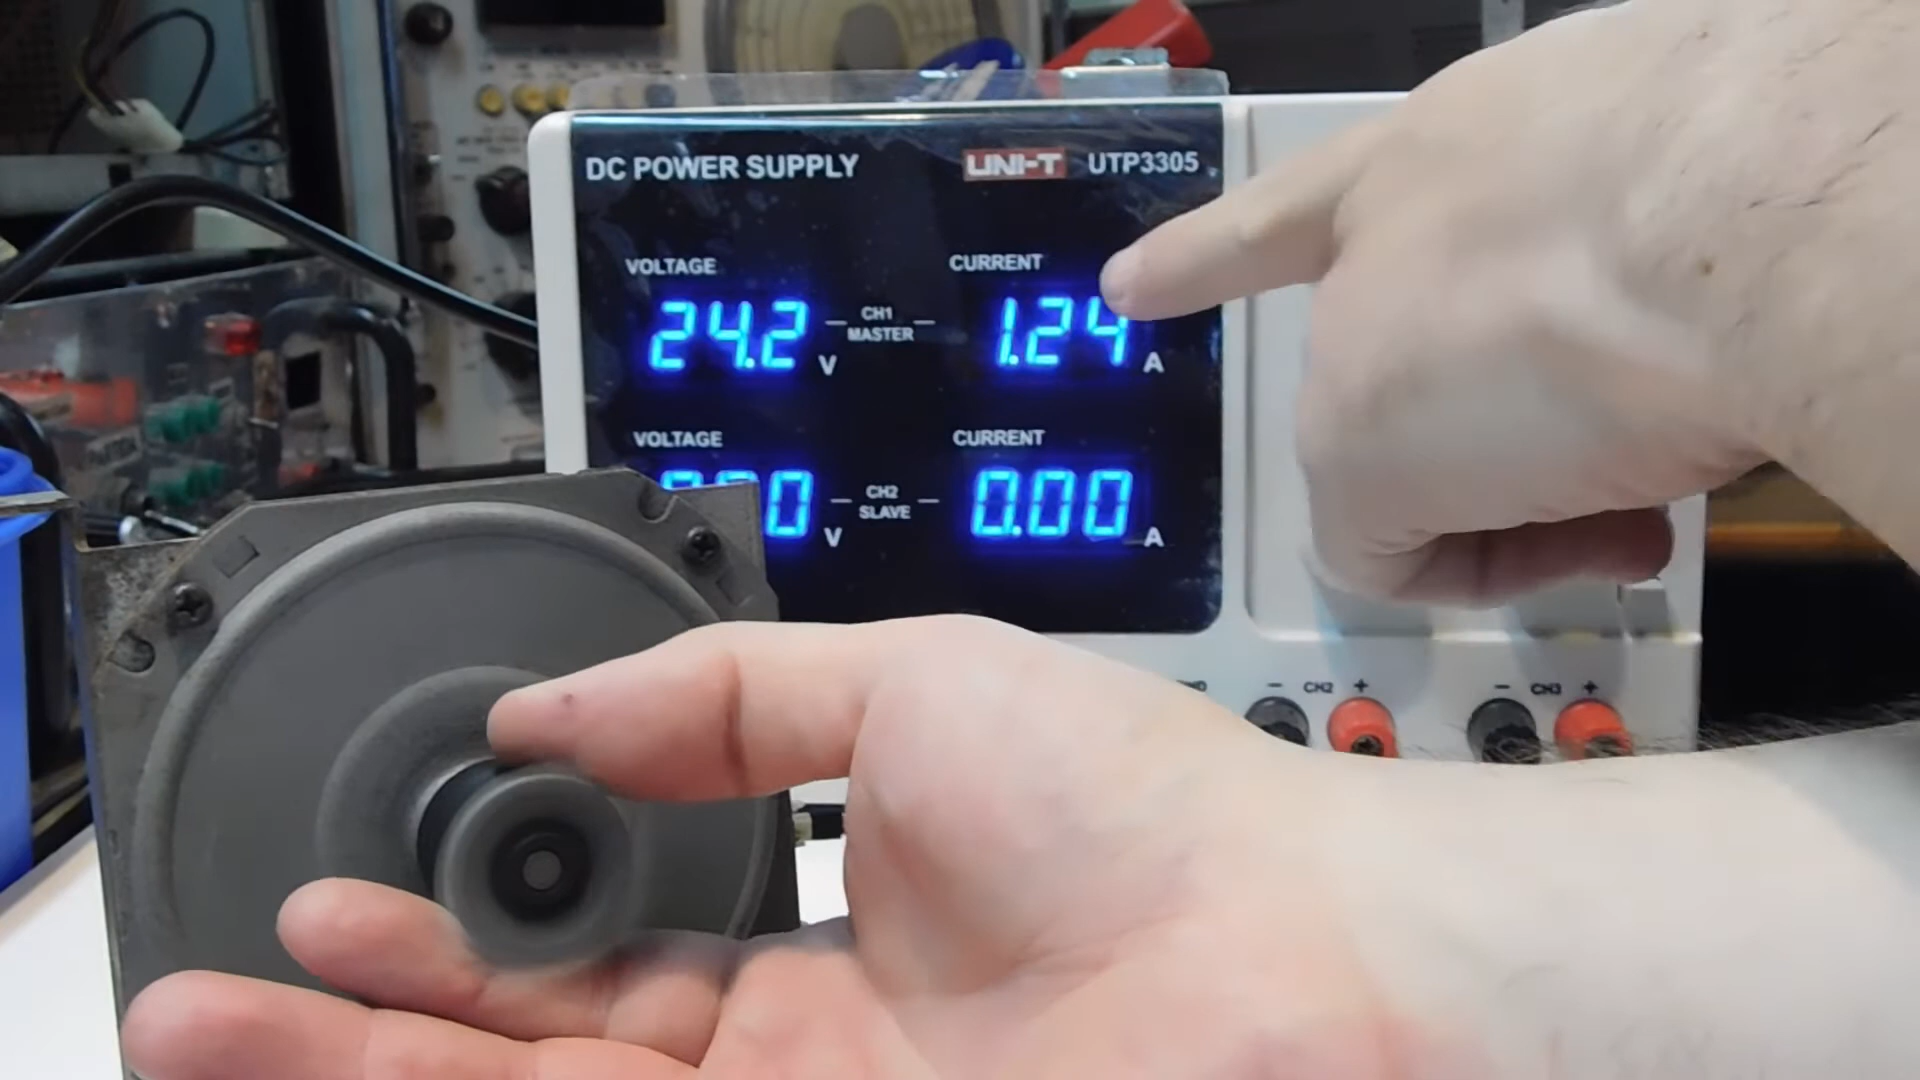 DC POWER SUPPLY UNI-T UTP3305
VOLTAGE CURRENT
24.2 V CH1 MASTER 1.24 A
VOLTAGE CURRENT
V CH2 SLAVE 0.00 A
- CH2 + - CH3 +